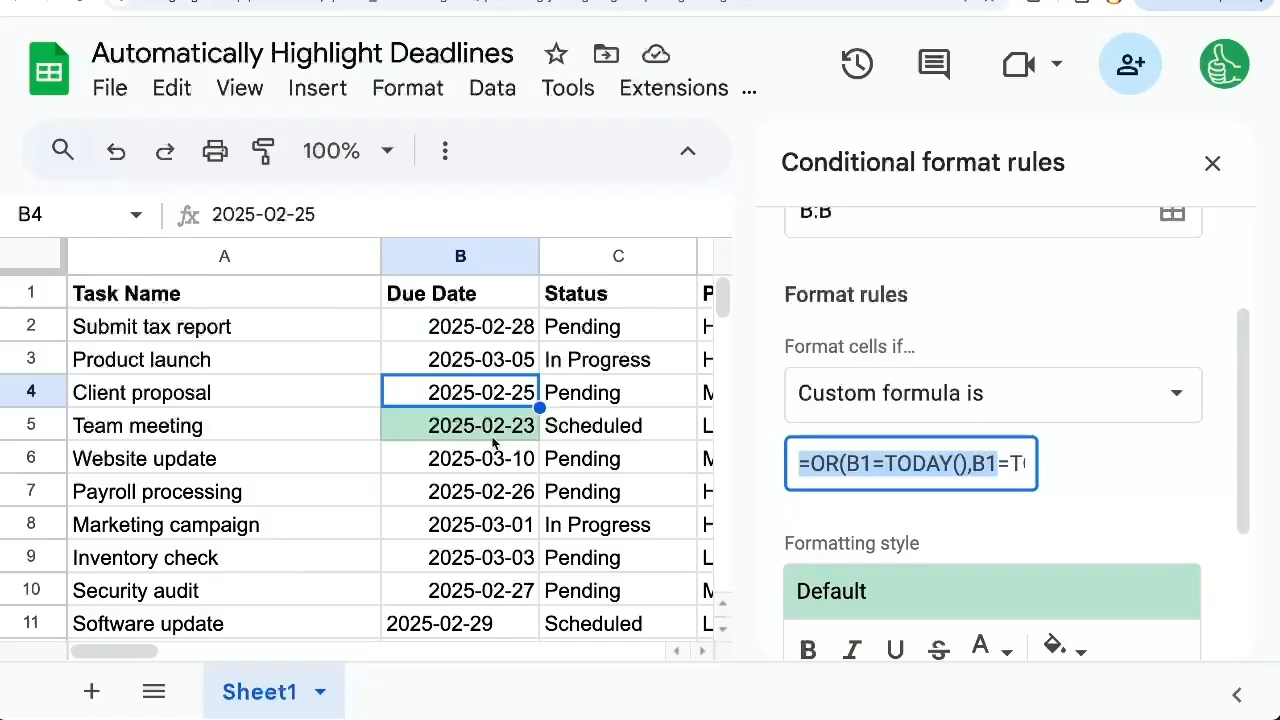 Automatically Highlight Deadlines
File Edit View Insert Format Data Tools Extensions ...
100%
Conditional format rules
B4 fx 2025-02-25
B:B
A B C
1 Task Name Due Date Status P
2 Submit tax report 2025-02-28 Pending H
3 Product launch 2025-03-05 In Progress H
4 Client proposal 2025-02-25 Pending M
5 Team meeting 2025-02-23 Scheduled L
6 Website update 2025-03-10 Pending M
7 Payroll processing 2025-02-26 Pending H
8 Marketing campaign 2025-03-01 In Progress H
9 Inventory check 2025-03-03 Pending L
10 Security audit 2025-02-27 Pending M
11 Software update 2025-02-29 Scheduled L
Format rules
Format cells if…
Custom formula is
=OR(B1=TODAY(),B1=T
Formatting style
Default
B I U S A
Sheet1